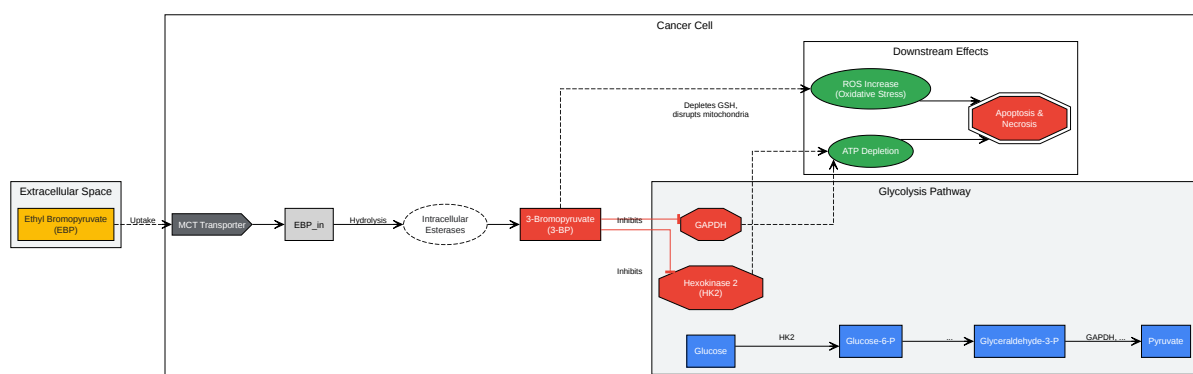 Cancer Cell
Downstream Effects
ROS Increase
(Oxidative Stress)
Depletes GSH,
disrupts mitochondria
Apoptosis &
Necrosis
ATP Depletion
Extracellular Space
Ethyl Bromopyruvate
(EBP)
Uptake
MCT Transporter
EBP_in
Hydrolysis
Intracellular
Esterases
3-Bromopyruvate
(3-BP)
Inhibits
Inhibits
Glycolysis Pathway
GAPDH
Hexokinase 2
(HK2)
Glucose
HK2
Glucose-6-P
...
Glyceraldehyde-3-P
GAPDH, ...
Pyruvate